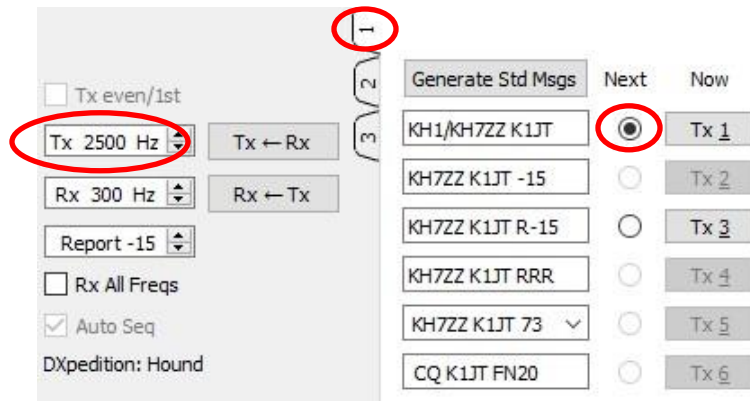 1
2
3
Tx even/1st
Tx 2500 Hz
Tx ← Rx
Rx 300 Hz
Rx ← Tx
Report -15
Rx All Freqs
Auto Seq
DXpedition: Hound
Generate Std Msgs Next Now
KH1/KH7ZZ K1JT Tx 1
KH7ZZ K1JT -15 Tx 2
KH7ZZ K1JT R-15 Tx 3
KH7ZZ K1JT RRR Tx 4
KH7ZZ K1JT 73 Tx 5
CQ K1JT FN20 Tx 6